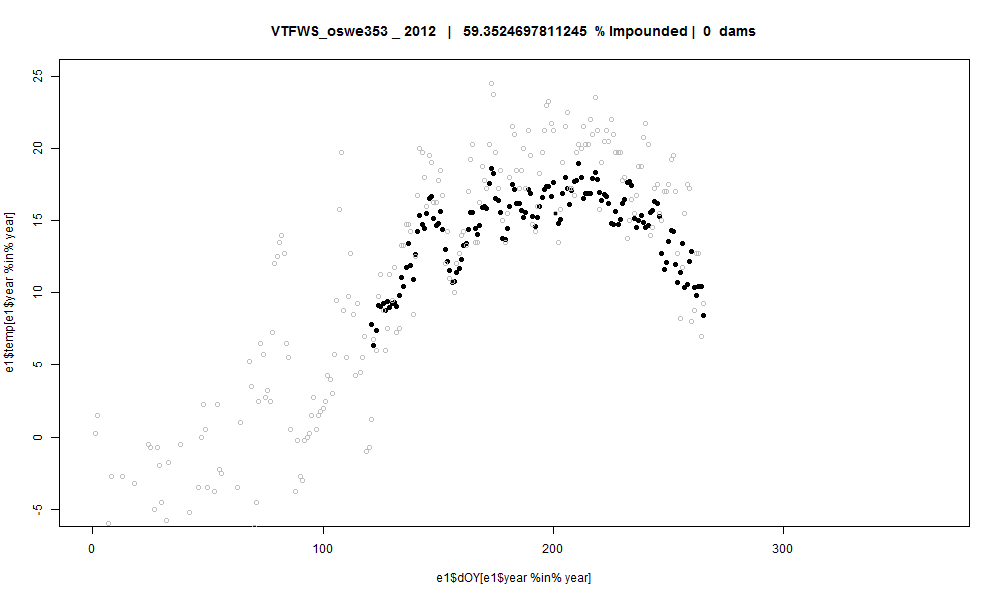 VTFWS_oswe353 _ 2012 | 59.3524697811245 % Impounded | 0 dams
25
20
15
10
5
0
-5
e1$temp[e1$year %in% year]
0 100 200 300
e1$dOY[e1$year %in% year]